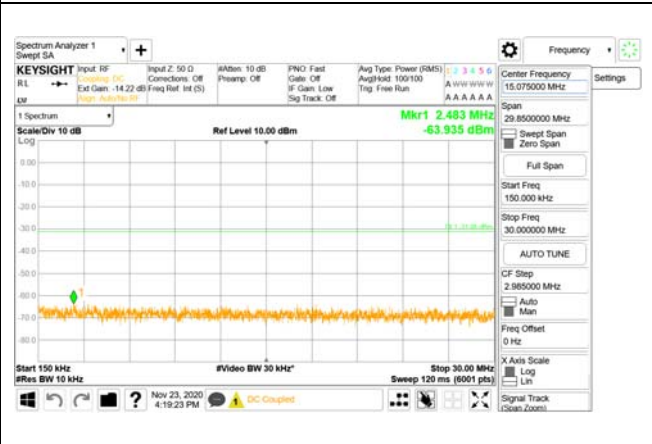 Spectrum Analyzer 1
Swept SA
+
Frequency
KEYSIGHT
RL
Input: RF
Coupling: DC
Ext Gain: -14.22 dB
Align: Auto/No RF
Input Z: 50 Ω
Corrections: Off
Freq Ref: Int (S)
#Atten: 10 dB
Preamp: Off
PNO: Fast
Gate: Off
IF Gain: Low
Sig Track: Off
Avg Type: Power (RMS)
Avg|Hold: 100/100
Trig: Free Run
1 2 3 4 5 6
A W W W W W
A A A A A A
1 Spectrum
Scale/Div 10 dB
Log
Ref Level 10.00 dBm
Mkr1 2.483 MHz
-63.935 dBm
0.00
-10.0
-20.0
-30.0
-40.0
-50.0
-60.0
-70.0
-80.0
1
Start 150 kHz
#Res BW 10 kHz
#Video BW 30 kHz*
Stop 30.00 MHz
Sweep 120 ms (6001 pts)
?
Nov 23, 2020
4:19:23 PM
1
DC Coupled
Center Frequency
15.075000 MHz
Settings
Span
29.8500000 MHz
Swept Span
Zero Span
Full Span
Start Freq
150.000 kHz
Stop Freq
30.000000 MHz
AUTO TUNE
CF Step
2.985000 MHz
Auto
Man
Freq Offset
0 Hz
X Axis Scale
Log
Lin
Signal Track
(Span Zoom)